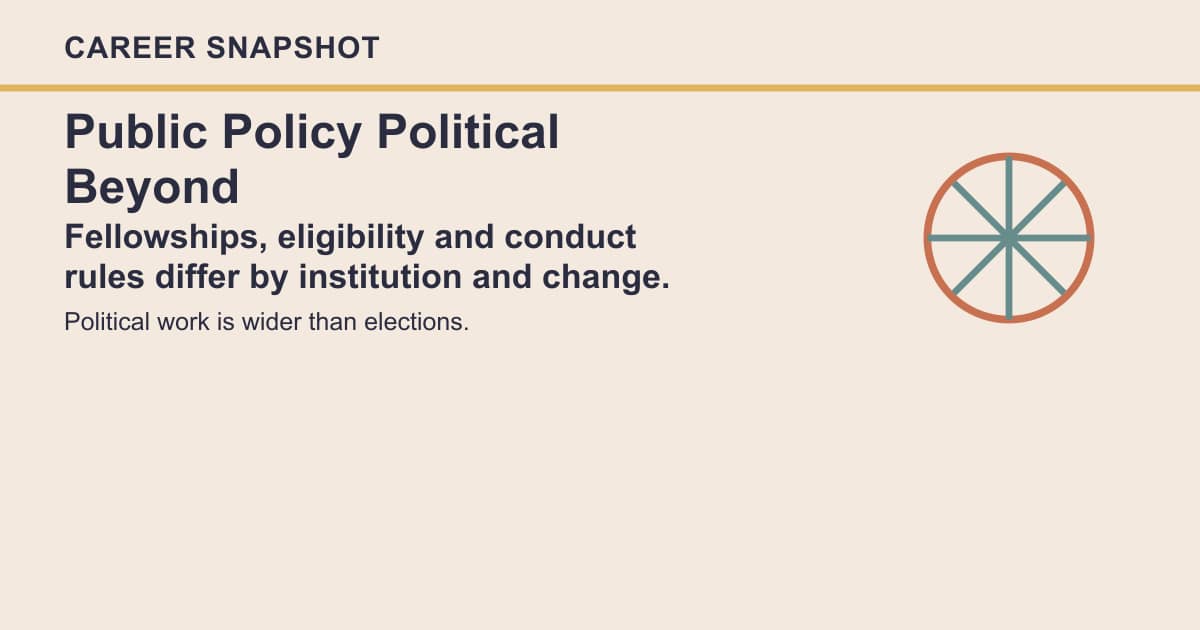 CAREER SNAPSHOT
Public Policy Political
Beyond
Fellowships, eligibility and conduct
rules differ by institution and change.
Political work is wider than elections.